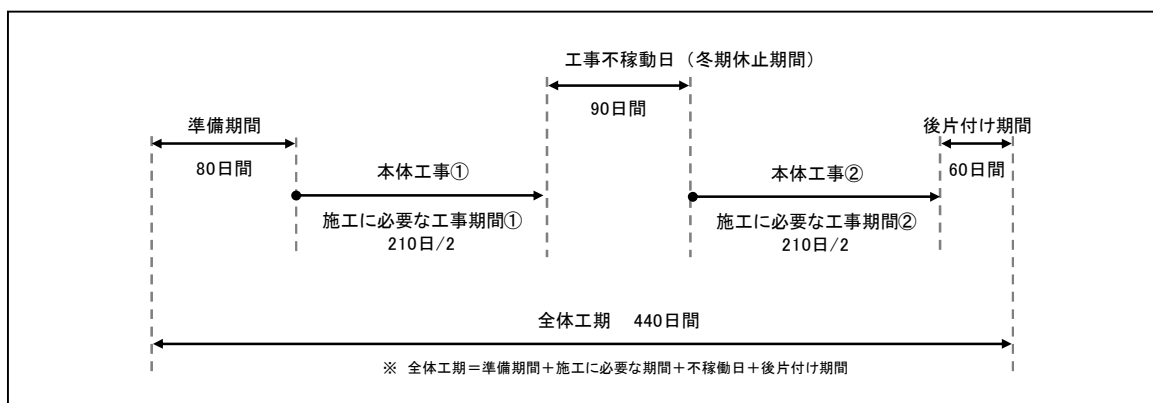 工事不稼動日（冬期休止期間）
90日間
準備期間
80日間
後片付け期間
60日間
本体工事①
施工に必要な工事期間①
210日/2
本体工事②
施工に必要な工事期間②
210日/2
全体工期　440日間
※ 全体工期＝準備期間＋施工に必要な期間＋不稼働日＋後片付け期間